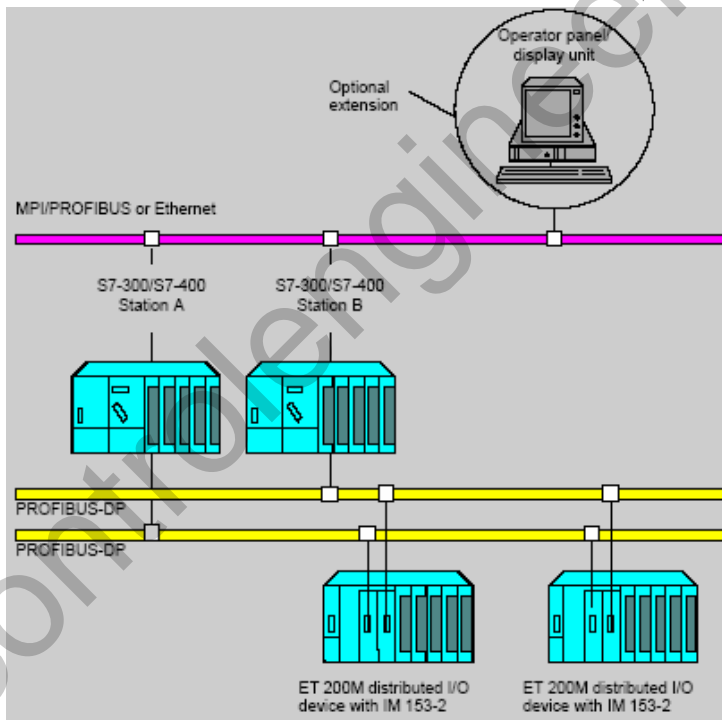 Operator panel/
display unit
Optional
extension
MPI/PROFIBUS or Ethernet
S7-300/S7-400
Station A
S7-300/S7-400
Station B
PROFIBUS-DP
PROFIBUS-DP
ET 200M distributed I/O
device with IM 153-2
ET 200M distributed I/O
device with IM 153-2